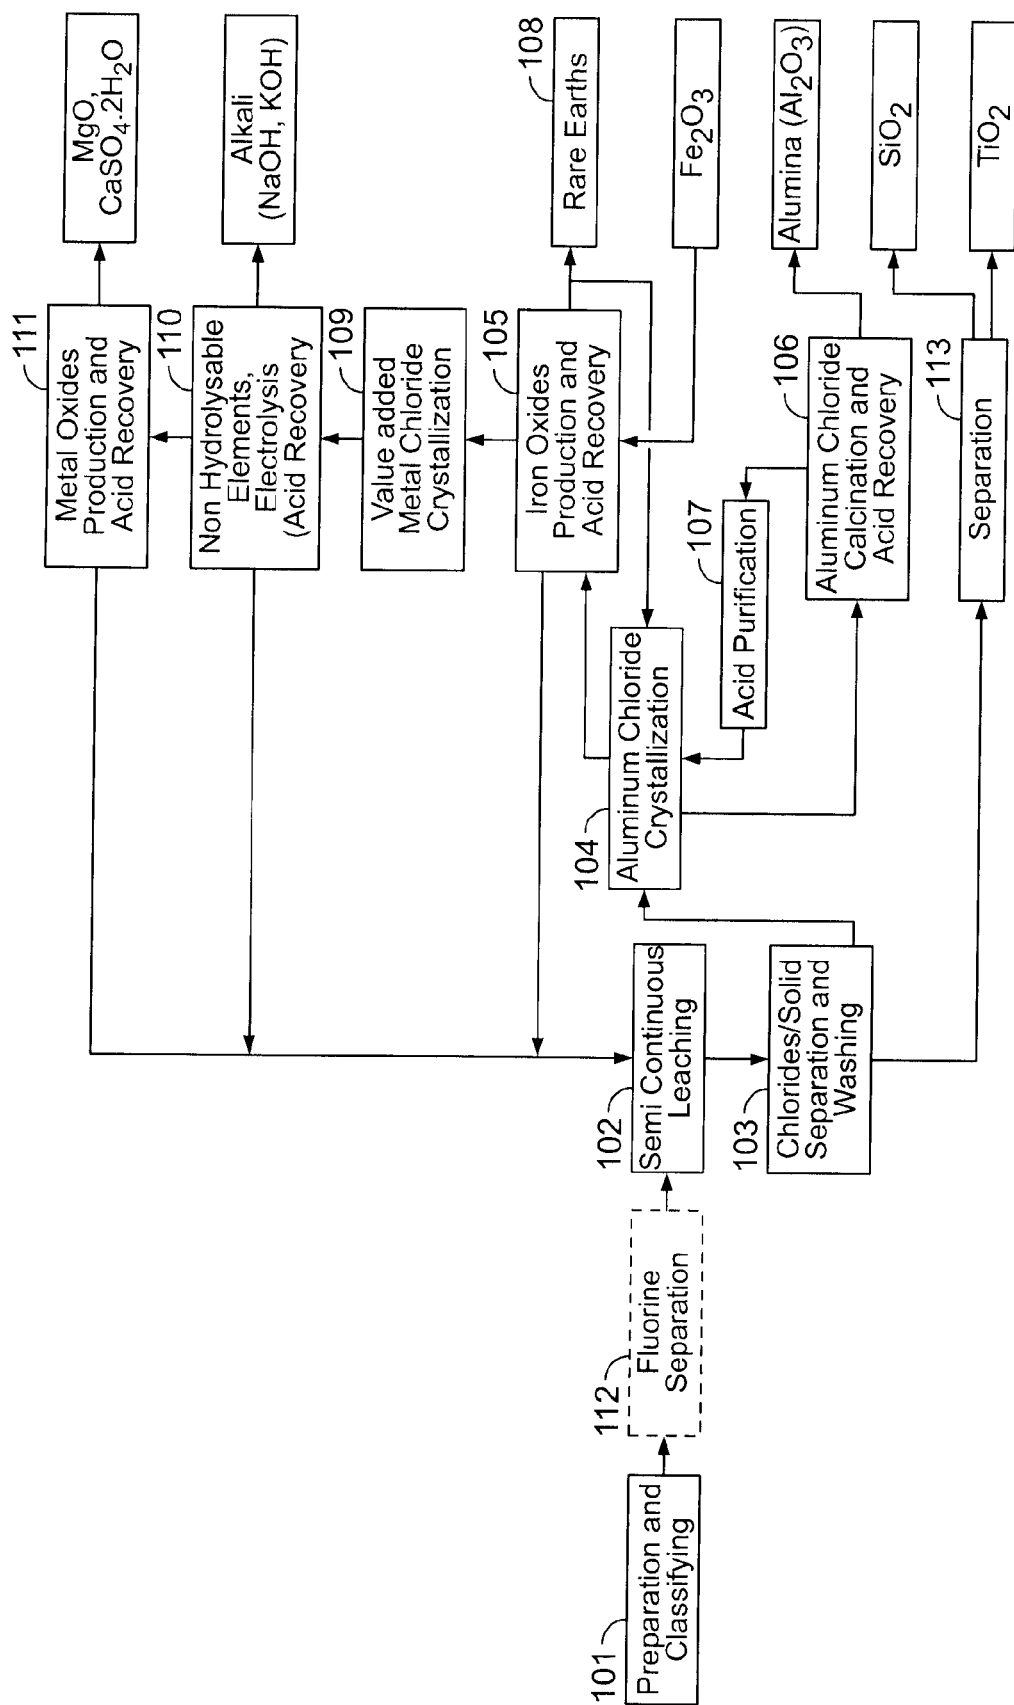 101
Preparation and
Classifying
112
Fluorine
Separation
102
Semi Continuous
Leaching
103
Chlorides/Solid
Separation and
Washing
104
Aluminum Chloride
Crystallization
107
Acid Purification
111
Metal Oxides
Production and
Acid Recovery
110
Non Hydrolysable
Elements,
Electrolysis
(Acid Recovery
109
Value added
Metal Chloride
Crystallization
105
Iron Oxides
Production and
Acid Recovery
106
Aluminum Chloride
Calcination and
Acid Recovery
113
Separation
MgO,
CaSO4.2H2O
Alkali
(NaOH, KOH)
108
Rare Earths
Fe2O3
Alumina (Al2O3)
SiO2
TiO2